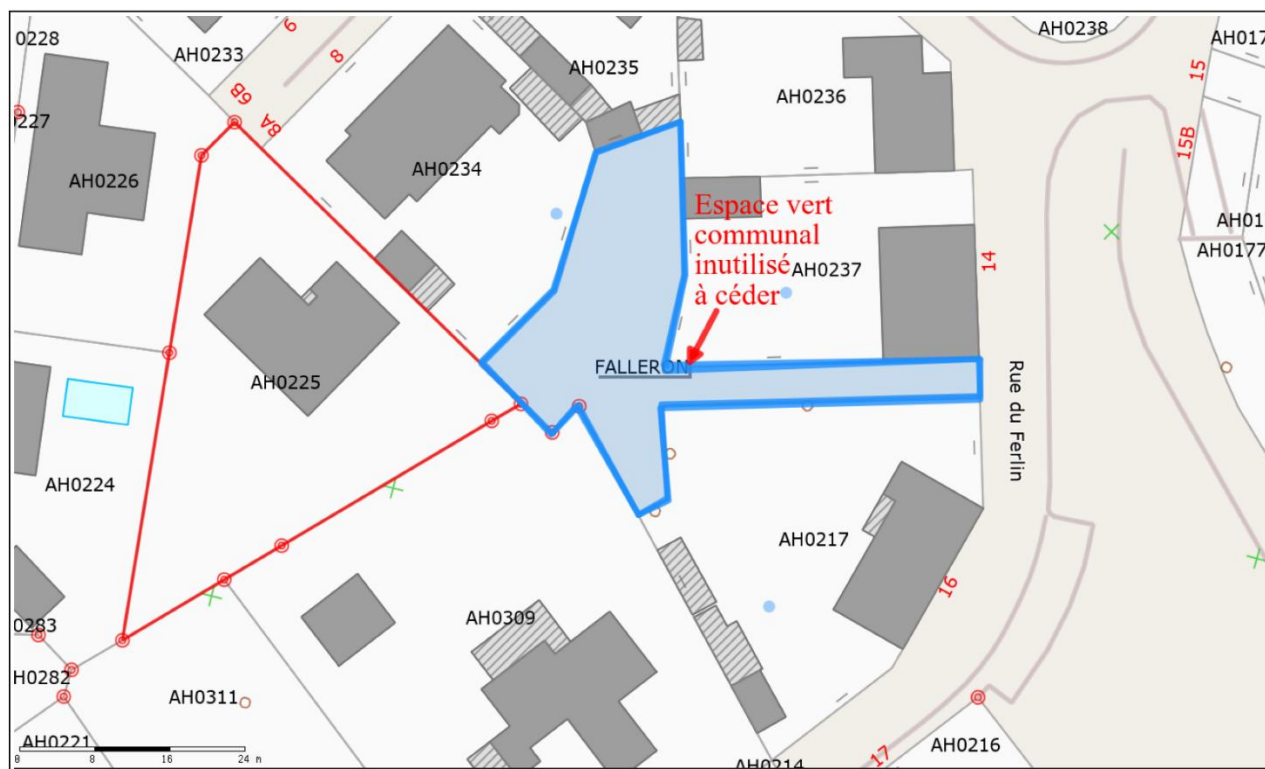 0228
AH0233
9
8
6B
8A
AH0235
AH0238
AH017
15
AH0236
15B
0227
AH0226
AH0234
Espace vert
communal
inutilisé
à céder
AH0237
14
AH01
AH0177
FALLERON
AH0225
Rue du Ferlin
AH0224
AH0217
16
0283
AH0309
AH0282
AH0311
AH0221
AH0216
AH0214
17
0 8 16 24 m